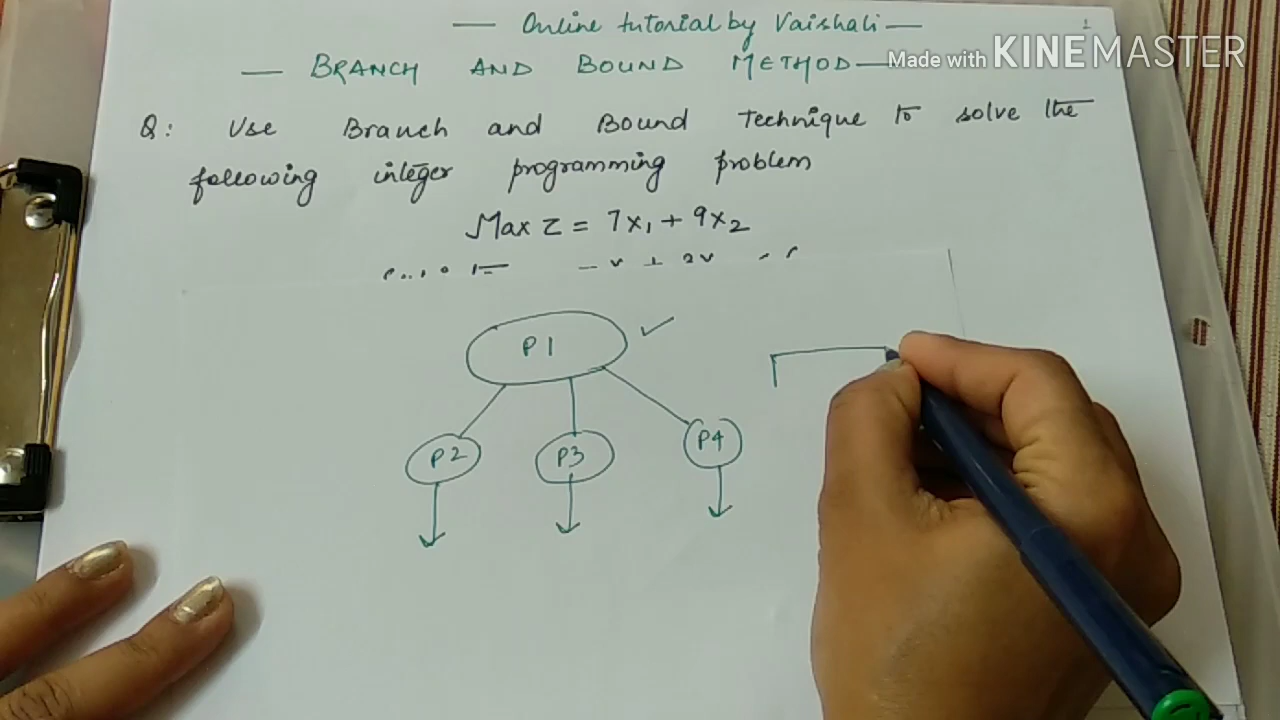 — Online tutorial by Vaishali —
1
— BRANCH AND BOUND METHOD —
Made with KINEMASTER
Q: Use Branch and Bound Technique to solve the
following integer programming problem
Max Z = 7x₁ + 9x₂
P1
P2 P3 P4